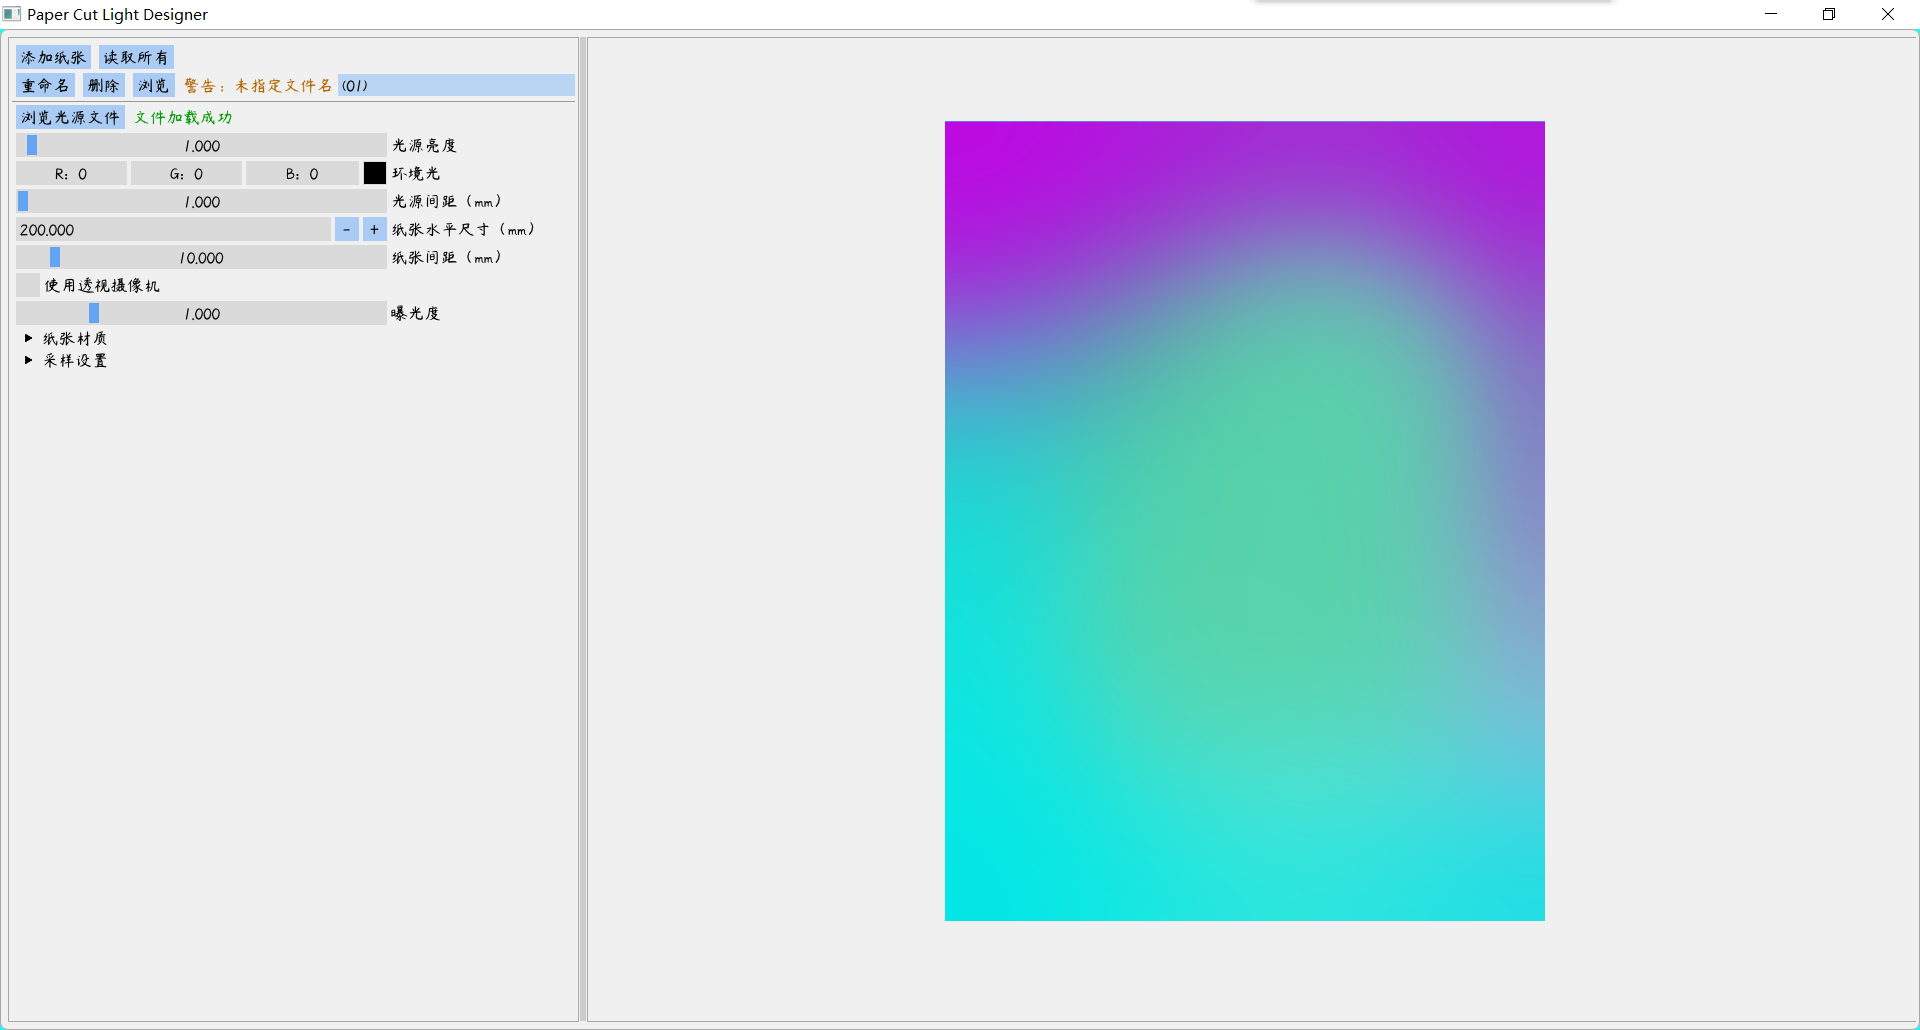 Paper Cut Light Designer
添加纸张 读取所有
重命名 删除 浏览 警告：未指定文件名 (01)
浏览光源文件 文件加载成功
1.000 光源亮度
R: 0 G: 0 B: 0 环境光
1.000 光源间距（mm）
200.000 - + 纸张水平尺寸（mm）
10.000 纸张间距（mm）
使用透视摄像机
1.000 曝光度
纸张材质
采样设置